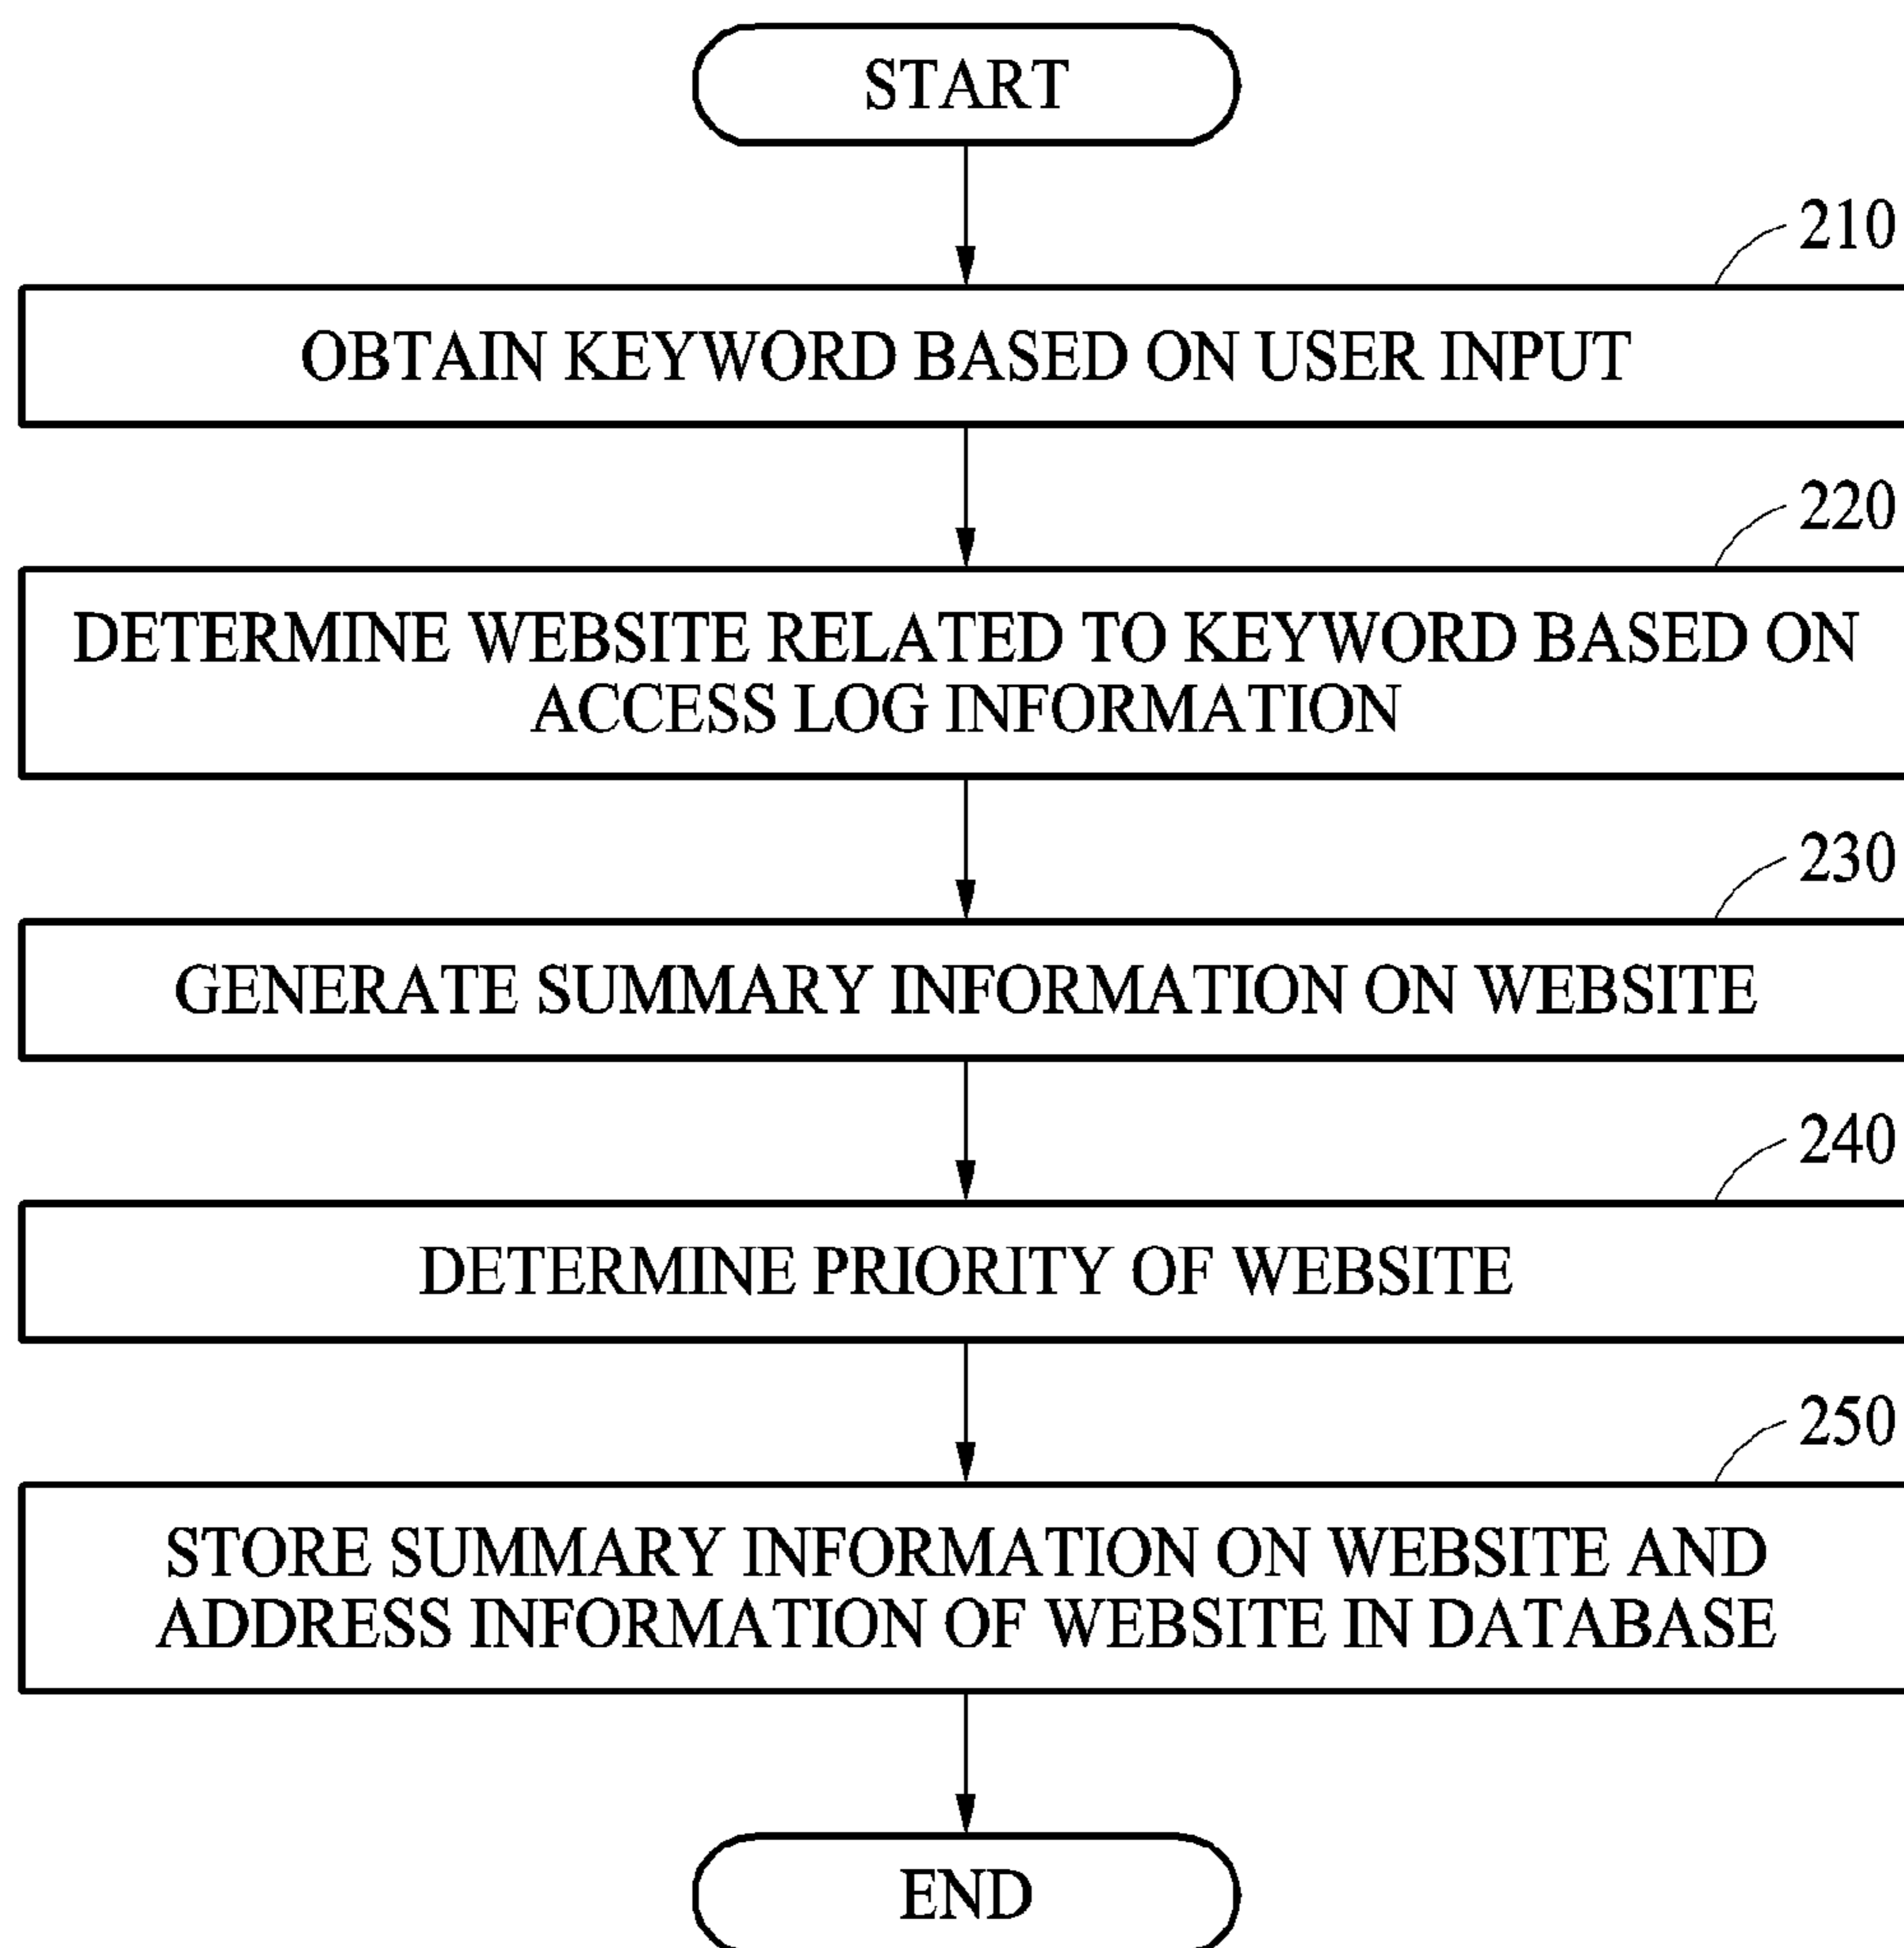 START
210
OBTAIN KEYWORD BASED ON USER INPUT
220
DETERMINE WEBSITE RELATED TO KEYWORD BASED ON
ACCESS LOG INFORMATION
230
GENERATE SUMMARY INFORMATION ON WEBSITE
240
DETERMINE PRIORITY OF WEBSITE
250
STORE SUMMARY INFORMATION ON WEBSITE AND
ADDRESS INFORMATION OF WEBSITE IN DATABASE
END